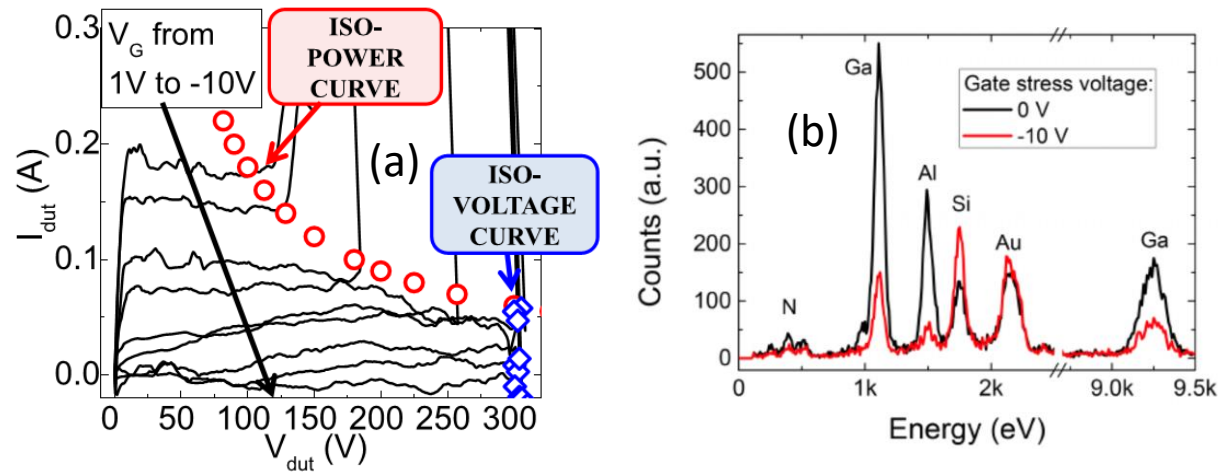 0.3
0.2
0.1
0.0
I_dut (A)
V_G from
1V to -10V
ISO-
POWER
CURVE
(a)
ISO-
VOLTAGE
CURVE
0 50 100 150 200 250 300
V_dut (V)
500
400
300
200
100
0
Counts (a.u.)
Ga
(b)
Gate stress voltage:
0 V
-10 V
Al
Si
Au
Ga
N
0 1k 2k 9.0k 9.5k
Energy (eV)